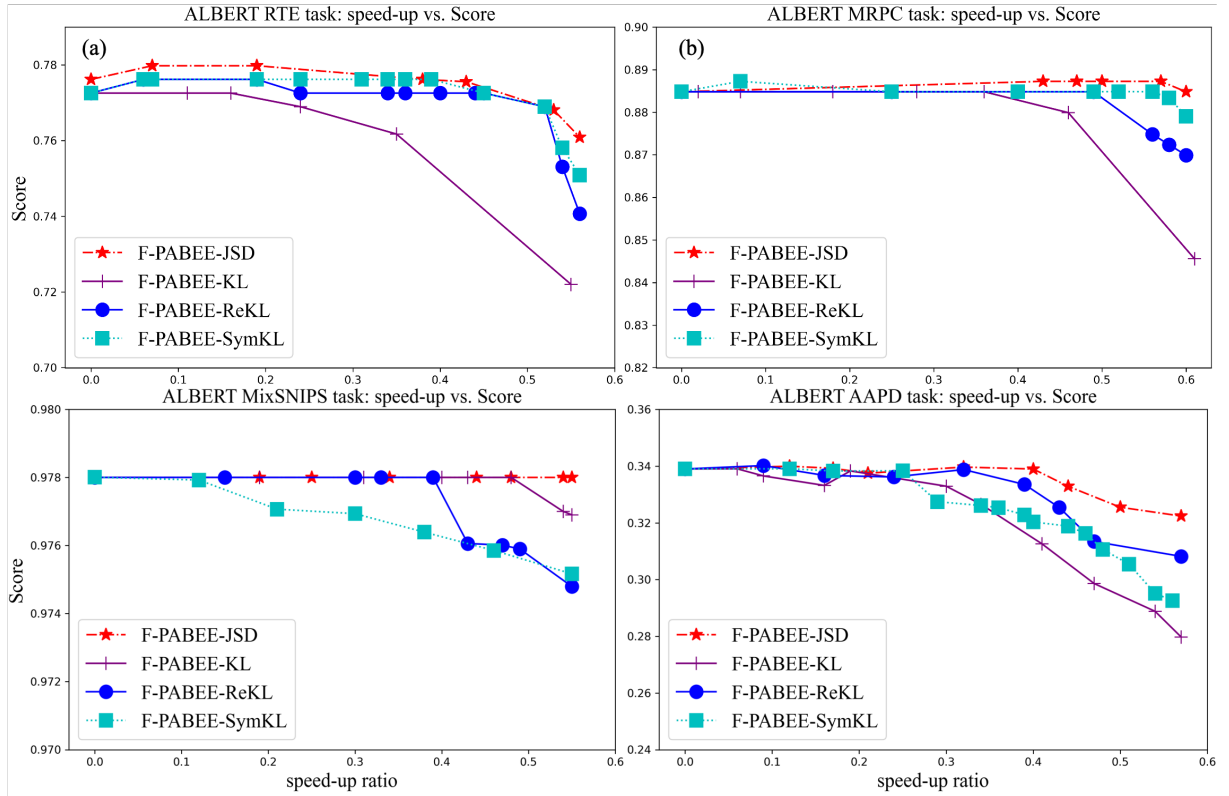 ALBERT RTE task: speed-up vs. Score
(a)
Score
0.78
0.76
0.74
0.72
0.70
0.0 0.1 0.2 0.3 0.4 0.5 0.6
F-PABEE-JSD
F-PABEE-KL
F-PABEE-ReKL
F-PABEE-SymKL
ALBERT MRPC task: speed-up vs. Score
(b)
0.90
0.89
0.88
0.87
0.86
0.85
0.84
0.83
0.82
0.0 0.1 0.2 0.3 0.4 0.5 0.6
F-PABEE-JSD
F-PABEE-KL
F-PABEE-ReKL
F-PABEE-SymKL
ALBERT MixSNIPS task: speed-up vs. Score
Score
0.980
0.978
0.976
0.974
0.972
0.970
0.0 0.1 0.2 0.3 0.4 0.5 0.6
speed-up ratio
F-PABEE-JSD
F-PABEE-KL
F-PABEE-ReKL
F-PABEE-SymKL
ALBERT AAPD task: speed-up vs. Score
0.36
0.34
0.32
0.30
0.28
0.26
0.24
0.0 0.1 0.2 0.3 0.4 0.5 0.6
speed-up ratio
F-PABEE-JSD
F-PABEE-KL
F-PABEE-ReKL
F-PABEE-SymKL